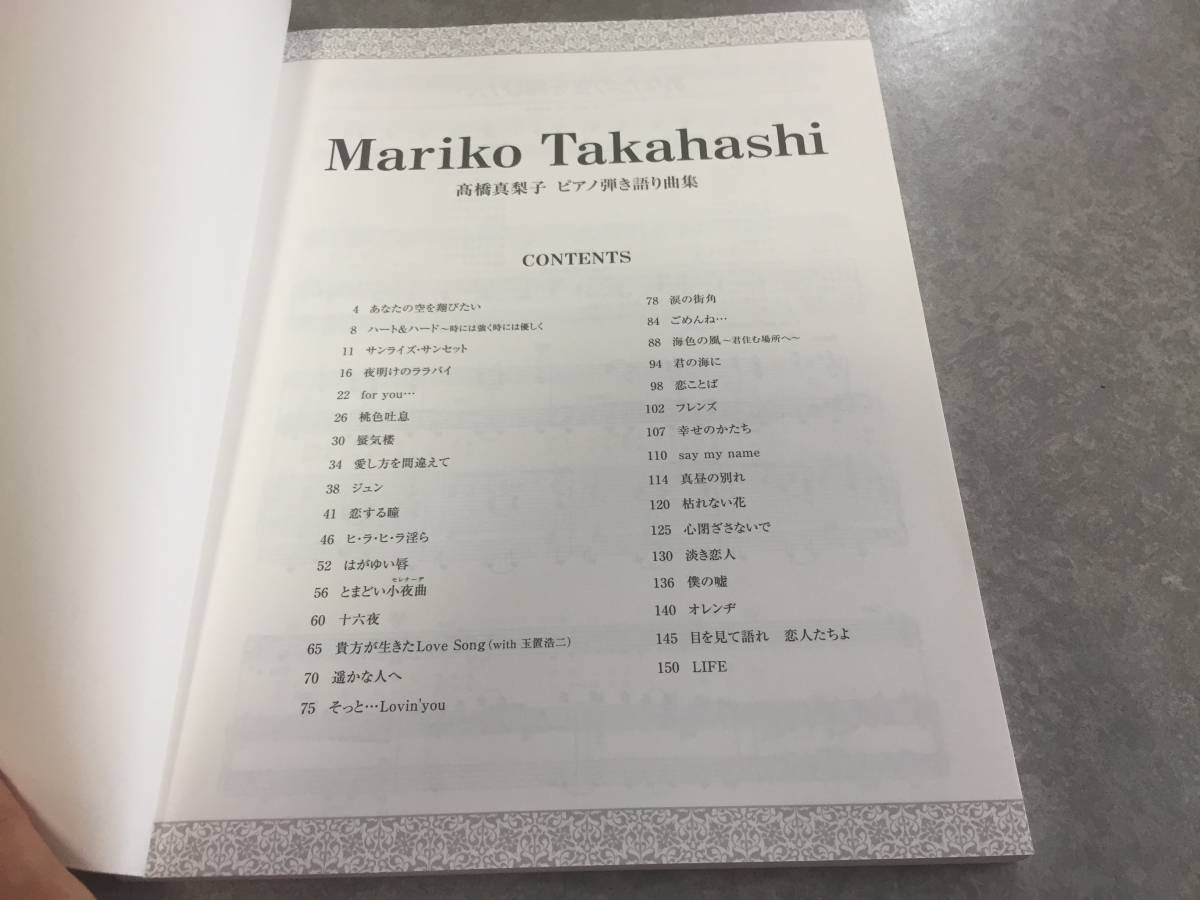 Mariko Takahashi
髙橋真梨子 ピアノ弾き語り曲集
CONTENTS
4 あなたの空を翔びたい
8 ハート&ハード~時には強く時には優しく
11 サンライズ・サンセット
16 夜明けのララバイ
22 for you…
26 桃色吐息
30 蜃気楼
34 愛し方を間違えて
38 ジュン
41 恋する瞳
46 ヒ・ラ・ヒ・ラ淫ら
52 はがゆい唇
セレナーデ
56 とまどい小夜曲
60 十六夜
65 貴方が生きたLove Song(with 玉置浩二)
70 遥かな人へ
75 そっと…Lovin'you
78 涙の街角
84 ごめんね…
88 海色の風~君住む場所へ~
94 君の海に
98 恋ことば
102 フレンズ
107 幸せのかたち
110 say my name
114 真昼の別れ
120 枯れない花
125 心閉ざさないで
130 淡き恋人
136 僕の嘘
140 オレンヂ
145 目を見て語れ 恋人たちよ
150 LIFE